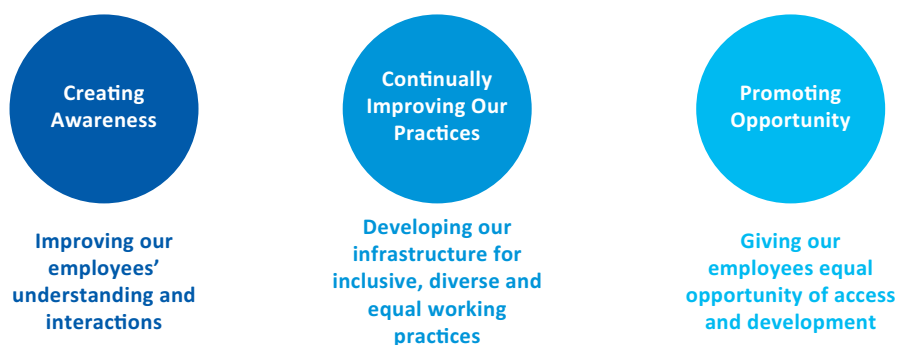 Creating
Awareness
Continually
Improving Our
Practices
Promoting
Opportunity
Improving our
employees’
understanding and
interactions
Developing our
infrastructure for
inclusive, diverse and
equal working
practices
Giving our
employees equal
opportunity of access
and development